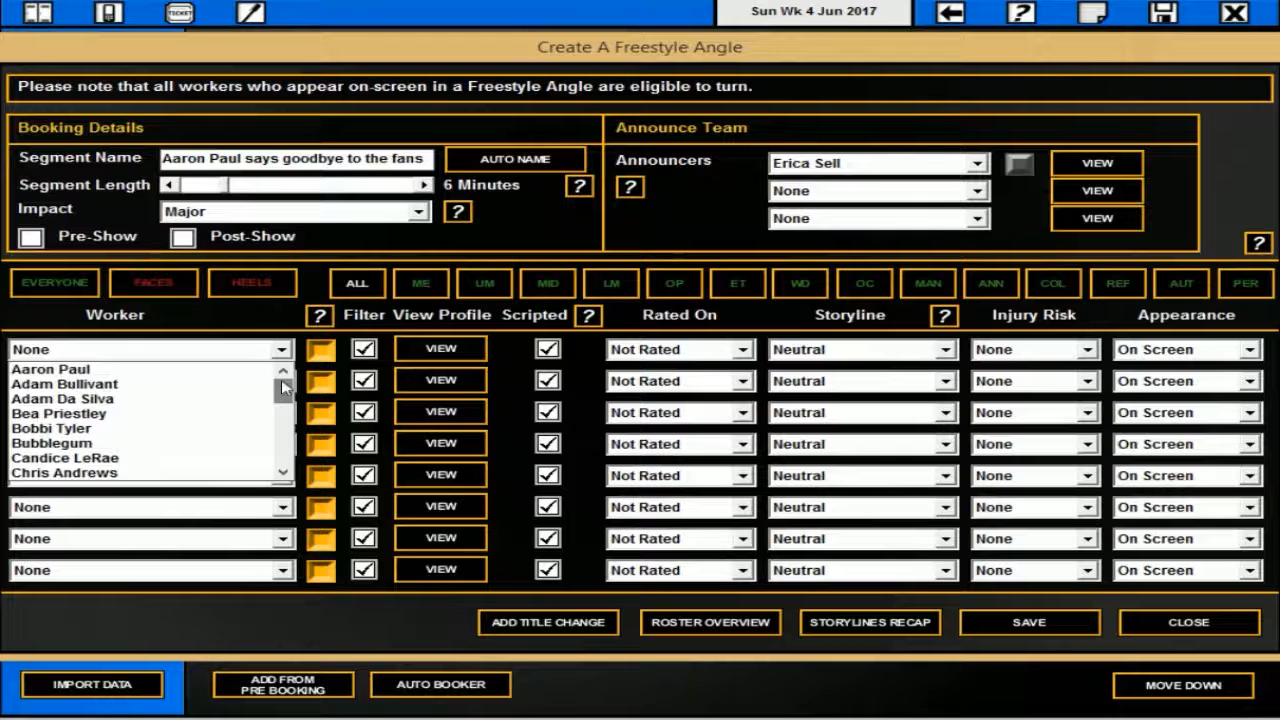 TICKET
Sun Wk 4 Jun 2017
?
Create A Freestyle Angle
Please note that all workers who appear on-screen in a Freestyle Angle are eligible to turn.
Booking Details
Segment Name Aaron Paul says goodbye to the fans AUTO NAME
Segment Length 6 Minutes ?
Impact Major ?
Pre-Show Post-Show
Announce Team
Announcers Erica Sell VIEW
? None VIEW
None VIEW
?
EVERYONE FACES HEELS ALL ME UM MID LM OP ET WD OC MAN ANN COL REF AUT PER
Worker ? Filter View Profile Scripted ? Rated On Storyline ? Injury Risk Appearance
None VIEW Not Rated Neutral None On Screen
Aaron Paul
Adam Bullivant VIEW Not Rated Neutral None On Screen
Adam Da Silva
Bea Priestley VIEW Not Rated Neutral None On Screen
Bobbi Tyler
Bubblegum VIEW Not Rated Neutral None On Screen
Candice LeRae
Chris Andrews VIEW Not Rated Neutral None On Screen
None VIEW Not Rated Neutral None On Screen
None VIEW Not Rated Neutral None On Screen
None VIEW Not Rated Neutral None On Screen
ADD TITLE CHANGE ROSTER OVERVIEW STORYLINES RECAP SAVE CLOSE
IMPORT DATA ADD FROM PRE BOOKING AUTO BOOKER MOVE DOWN